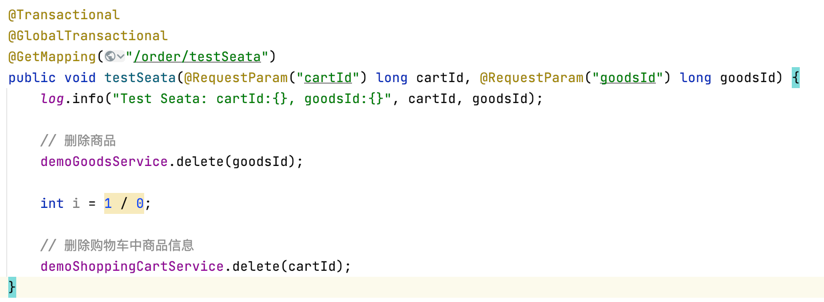 @Transactional
@GlobalTransactional
@GetMapping("/order/testSeata")
public void testSeata(@RequestParam("cartId") long cartId, @RequestParam("goodsId") long goodsId) {
    log.info("Test Seata: cartId:{}, goodsId:{}", cartId, goodsId);
    // 删除商品
    demoGoodsService.delete(goodsId);
    int i = 1 / 0;
    // 删除购物车中商品信息
    demoShoppingCartService.delete(cartId);
}